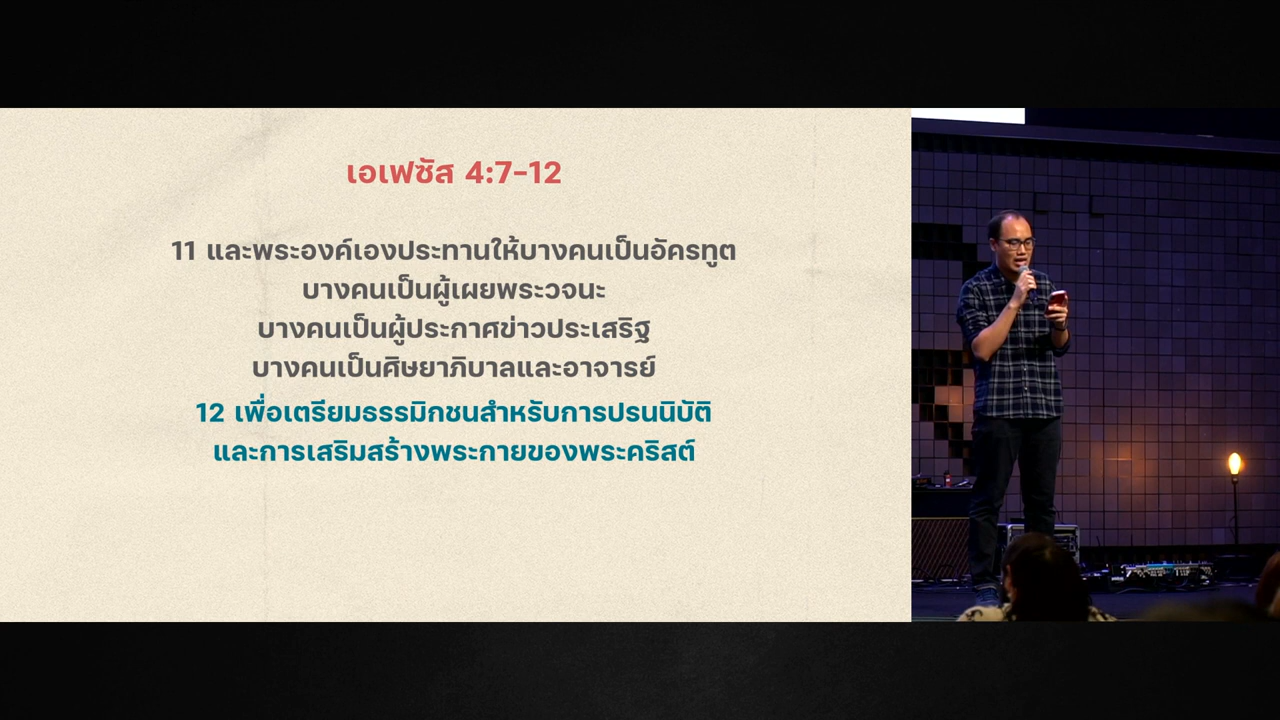 เอเฟซัส 4:7-12
11 และพระองค์เองประทานให้บางคนเป็นอัครทูต
บางคนเป็นผู้เผยพระวจนะ
บางคนเป็นผู้ประกาศข่าวประเสริฐ
บางคนเป็นศิษยาภิบาลและอาจารย์
12 เพื่อเตรียมธรรมิกชนสำหรับการปรนนิบัติ
และการเสริมสร้างพระกายของพระคริสต์